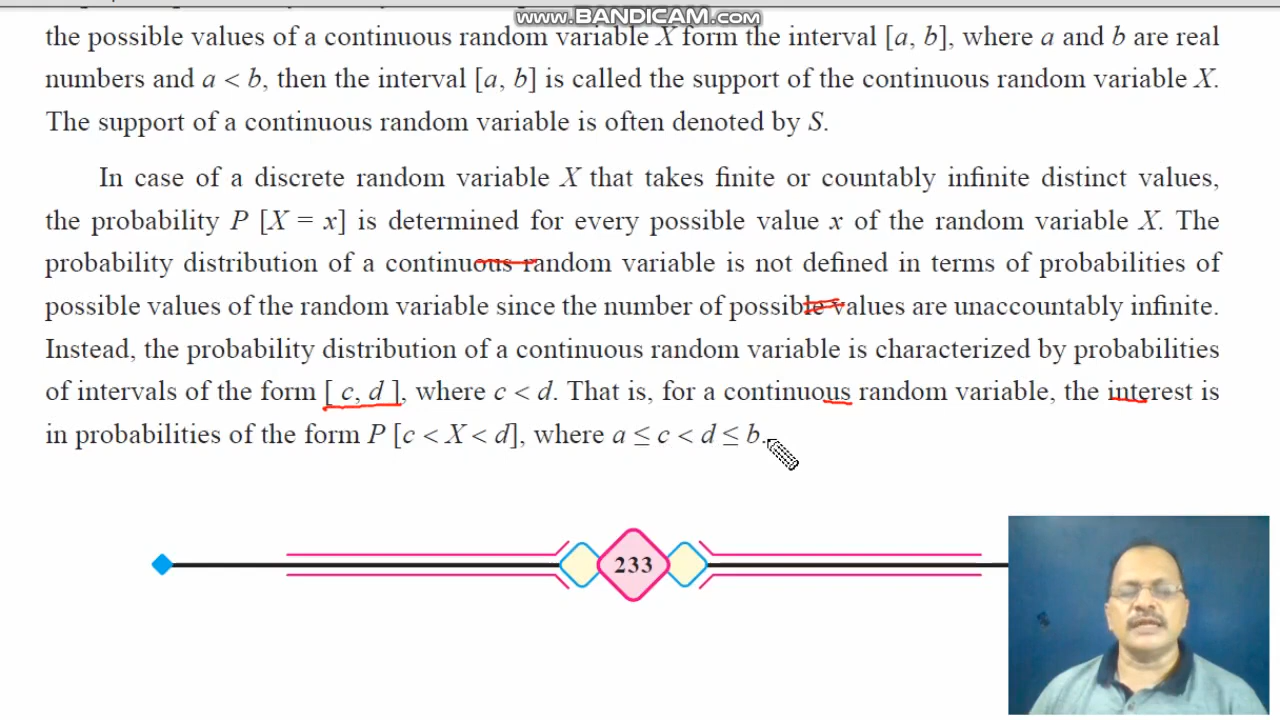 www.BANDICAM.com
the possible values of a continuous random variable X form the interval [a, b], where a and b are real
numbers and a < b, then the interval [a, b] is called the support of the continuous random variable X.
The support of a continuous random variable is often denoted by S.
In case of a discrete random variable X that takes finite or countably infinite distinct values,
the probability P [X = x] is determined for every possible value x of the random variable X. The
probability distribution of a continuous random variable is not defined in terms of probabilities of
possible values of the random variable since the number of possible values are unaccountably infinite.
Instead, the probability distribution of a continuous random variable is characterized by probabilities
of intervals of the form [ c, d ], where c < d. That is, for a continuous random variable, the interest is
in probabilities of the form P [c < X < d], where a ≤ c < d ≤ b.
233